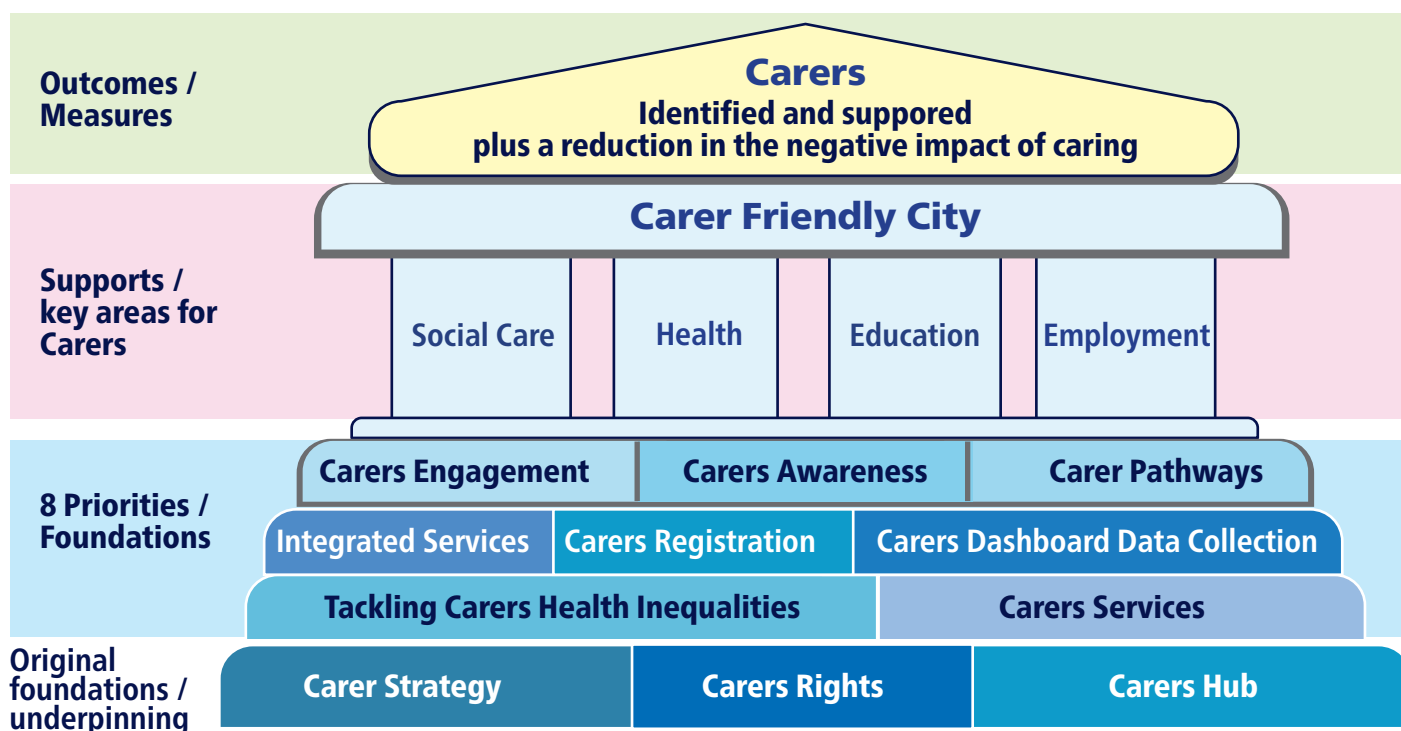 Outcomes /
Measures
Carers
Identified and suppored
plus a reduction in the negative impact of caring
Supports /
key areas for
Carers
Carer Friendly City
Social Care
Health
Education
Employment
8 Priorities /
Foundations
Carers Engagement
Carers Awareness
Carer Pathways
Integrated Services
Carers Registration
Carers Dashboard Data Collection
Tackling Carers Health Inequalities
Carers Services
Original
foundations /
underpinning
Carer Strategy
Carers Rights
Carers Hub